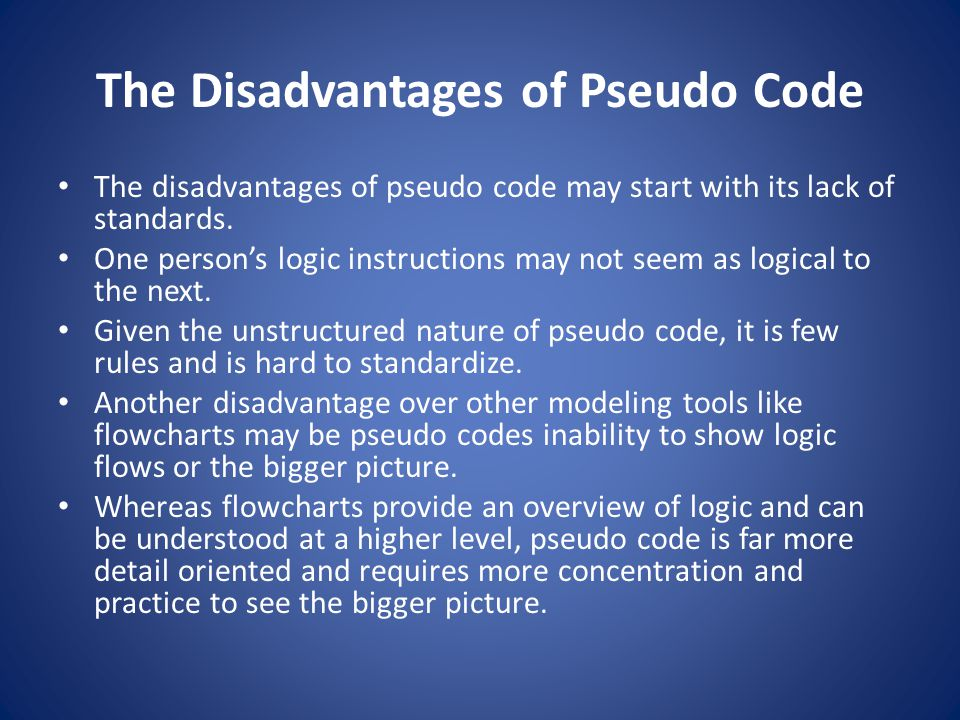 The Disadvantages of Pseudo Code
• The disadvantages of pseudo code may start with its lack of
standards.
• One person’s logic instructions may not seem as logical to
the next.
• Given the unstructured nature of pseudo code, it is few
rules and is hard to standardize.
• Another disadvantage over other modeling tools like
flowcharts may be pseudo codes inability to show logic
flows or the bigger picture.
• Whereas flowcharts provide an overview of logic and can
be understood at a higher level, pseudo code is far more
detail oriented and requires more concentration and
practice to see the bigger picture.